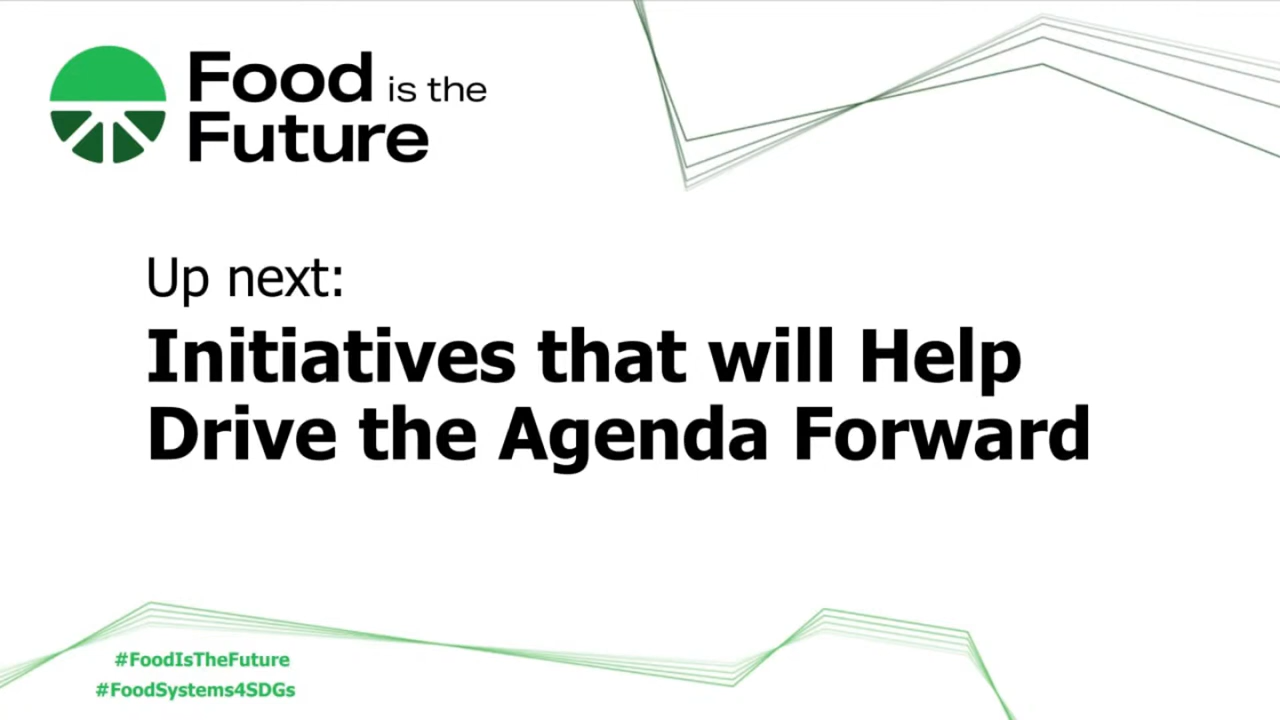 Food is the
Future
Up next:
Initiatives that will Help
Drive the Agenda Forward
#FoodIsTheFuture
#FoodSystems4SDGs